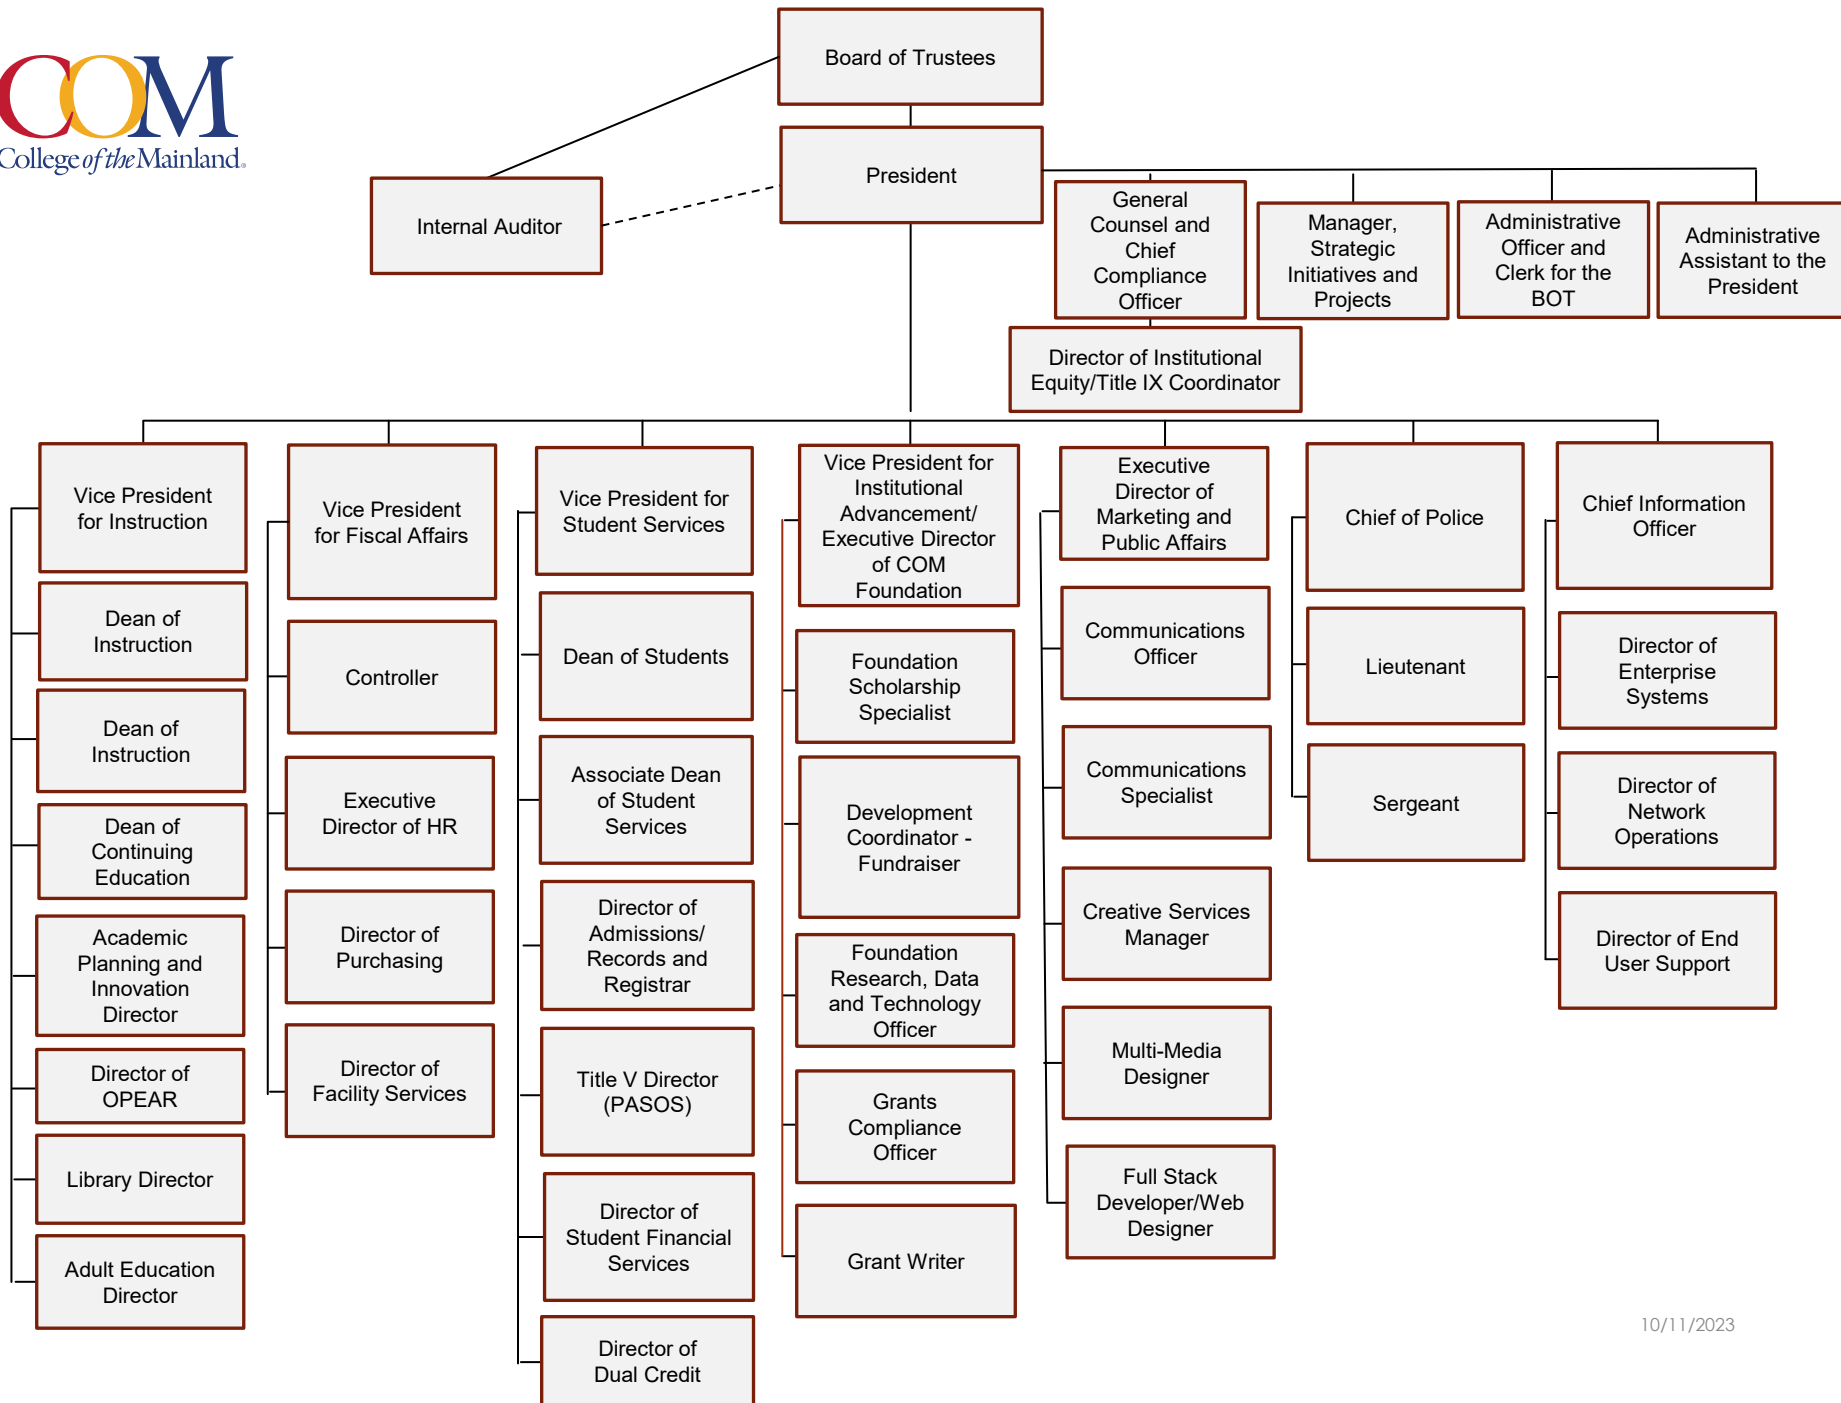 COM
College of the Mainland®
Board of Trustees
President
Internal Auditor
General
Counsel and
Chief
Compliance
Officer
Manager,
Strategic
Initiatives and
Projects
Administrative
Officer and
Clerk for the
BOT
Administrative
Assistant to the
President
Director of Institutional
Equity/Title IX Coordinator
Vice President
for Instruction
Dean of
Instruction
Dean of
Instruction
Dean of
Continuing
Education
Academic
Planning and
Innovation
Director
Director of
OPEAR
Library Director
Adult Education
Director
Vice President
for Fiscal Affairs
Controller
Executive
Director of HR
Director of
Purchasing
Director of
Facility Services
Vice President for
Student Services
Dean of Students
Associate Dean
of Student
Services
Director of
Admissions/
Records and
Registrar
Title V Director
(PASOS)
Director of
Student Financial
Services
Director of
Dual Credit
Vice President for
Institutional
Advancement/
Executive Director
of COM
Foundation
Foundation
Scholarship
Specialist
Development
Coordinator -
Fundraiser
Foundation
Research, Data
and Technology
Officer
Grants
Compliance
Officer
Grant Writer
Executive
Director of
Marketing and
Public Affairs
Communications
Officer
Communications
Specialist
Creative Services
Manager
Multi-Media
Designer
Full Stack
Developer/Web
Designer
Chief of Police
Lieutenant
Sergeant
Chief Information
Officer
Director of
Enterprise
Systems
Director of
Network
Operations
Director of End
User Support
10/11/2023